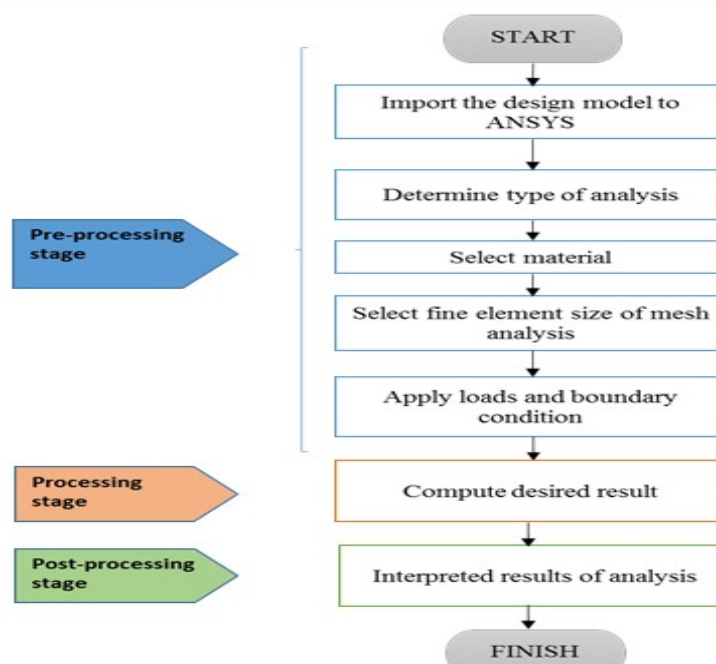 START
Import the design model to
ANSYS
Determine type of analysis
Pre-processing
stage
Select material
Select fine element size of mesh
analysis
Apply loads and boundary
condition
Processing
stage
Compute desired result
Post-processing
stage
Interpreted results of analysis
FINISH